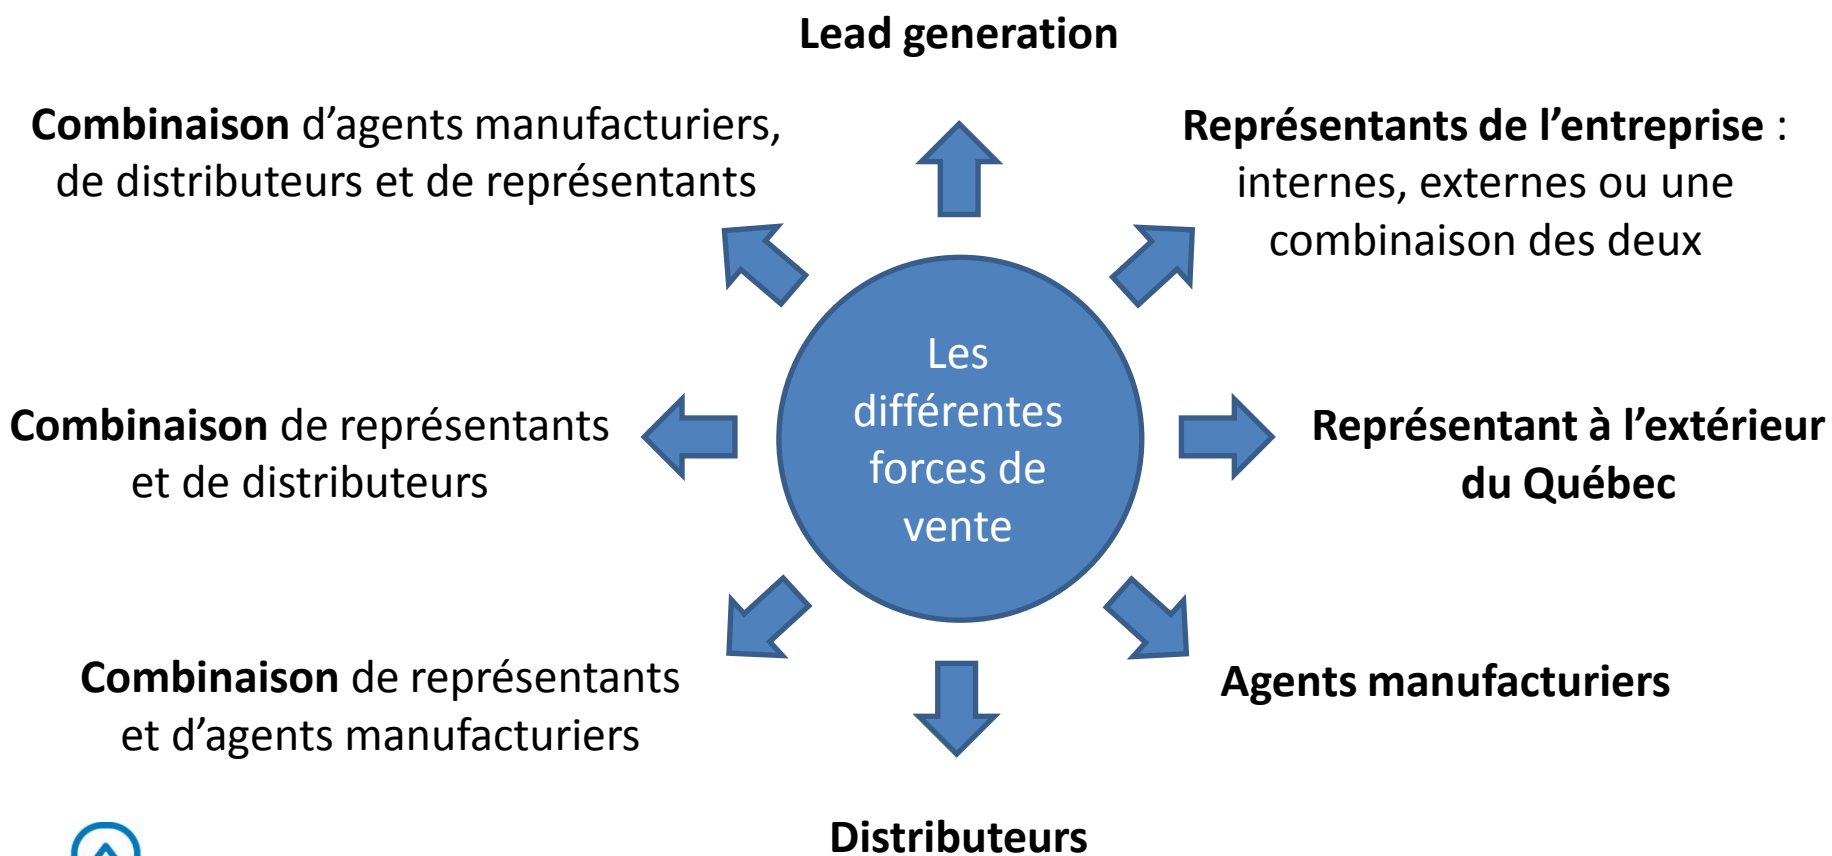 Lead generation
Combinaison d’agents manufacturiers,
de distributeurs et de représentants
Représentants de l’entreprise :
internes, externes ou une
combinaison des deux
Les
différentes
forces de
vente
Combinaison de représentants
et de distributeurs
Représentant à l’extérieur
du Québec
Combinaison de représentants
et d’agents manufacturiers
Agents manufacturiers
Distributeurs